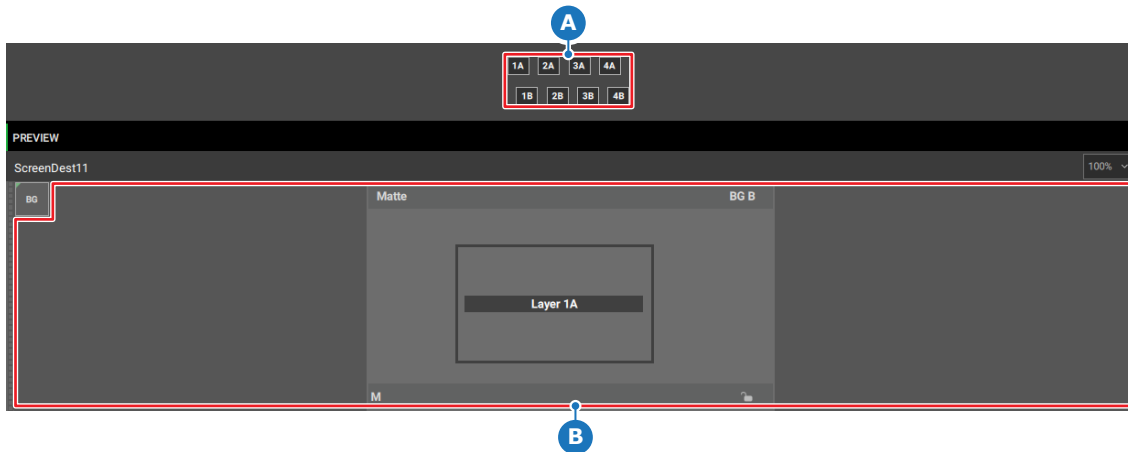 A
1A 2A 3A 4A
1B 2B 3B 4B
PREVIEW
ScreenDest11
100%
BG
Matte BG B
Layer 1A
M
B